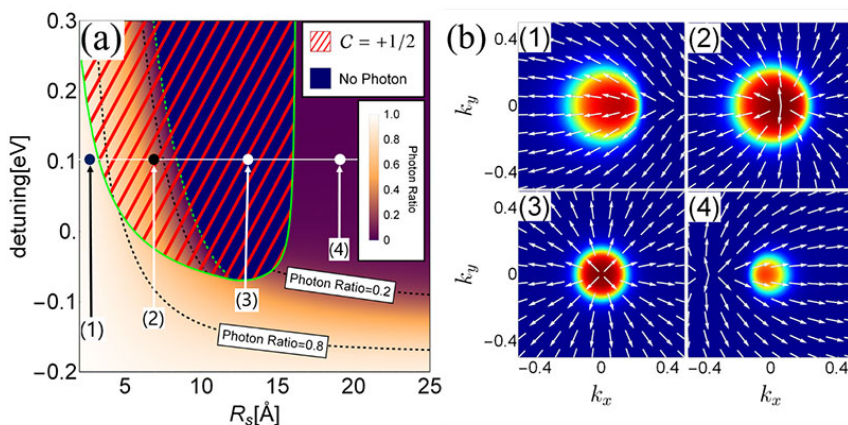 (a)
C = +1/2
No Photon
1.0
0.8
0.6
0.4
0.2
0
Photon Ratio
0.3
0.2
0.1
0.
−0.1
−0.2
detuning[eV]
(1)
(2)
(3)
(4)
Photon Ratio=0.2
Photon Ratio=0.8
5 10 15 20 25
R_s[Å]
(b)
(1) (2)
(3) (4)
0.4
0
−0.4
k_y
0.4
0
−0.4
k_y
−0.4 0 0.4 −0.4 0 0.4
k_x k_x